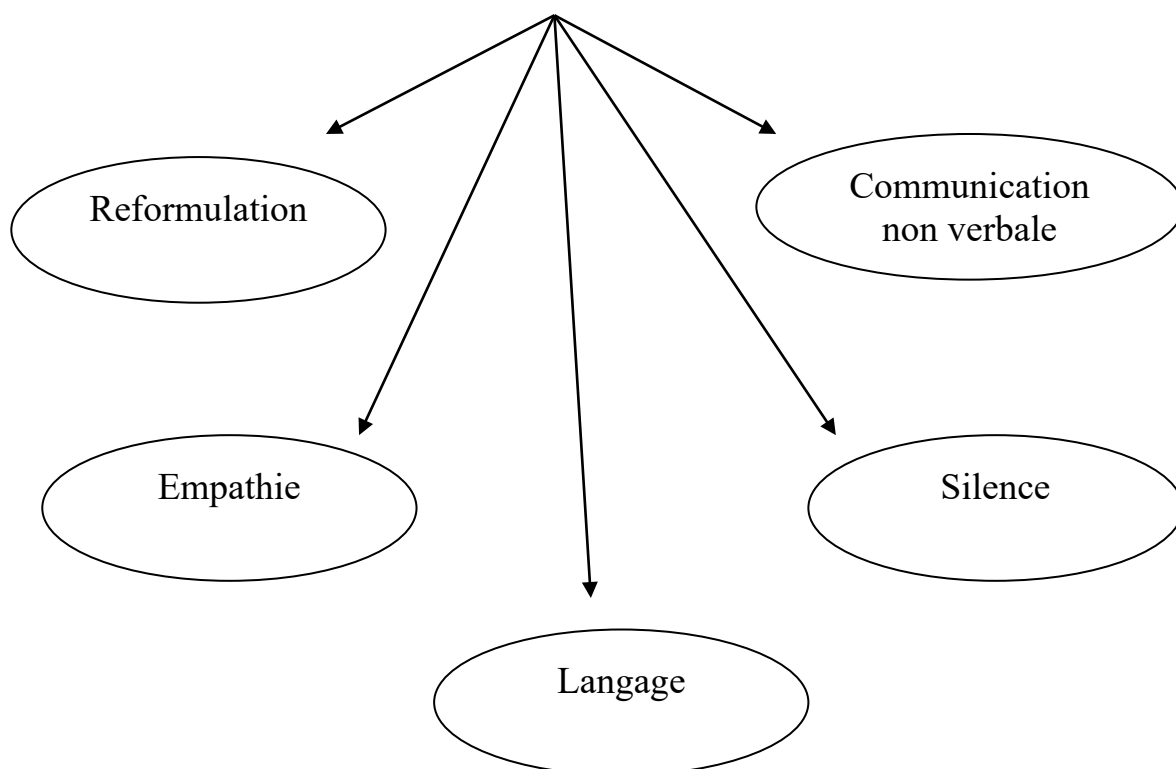 Reformulation
Communication
non verbale
Empathie
Silence
Langage